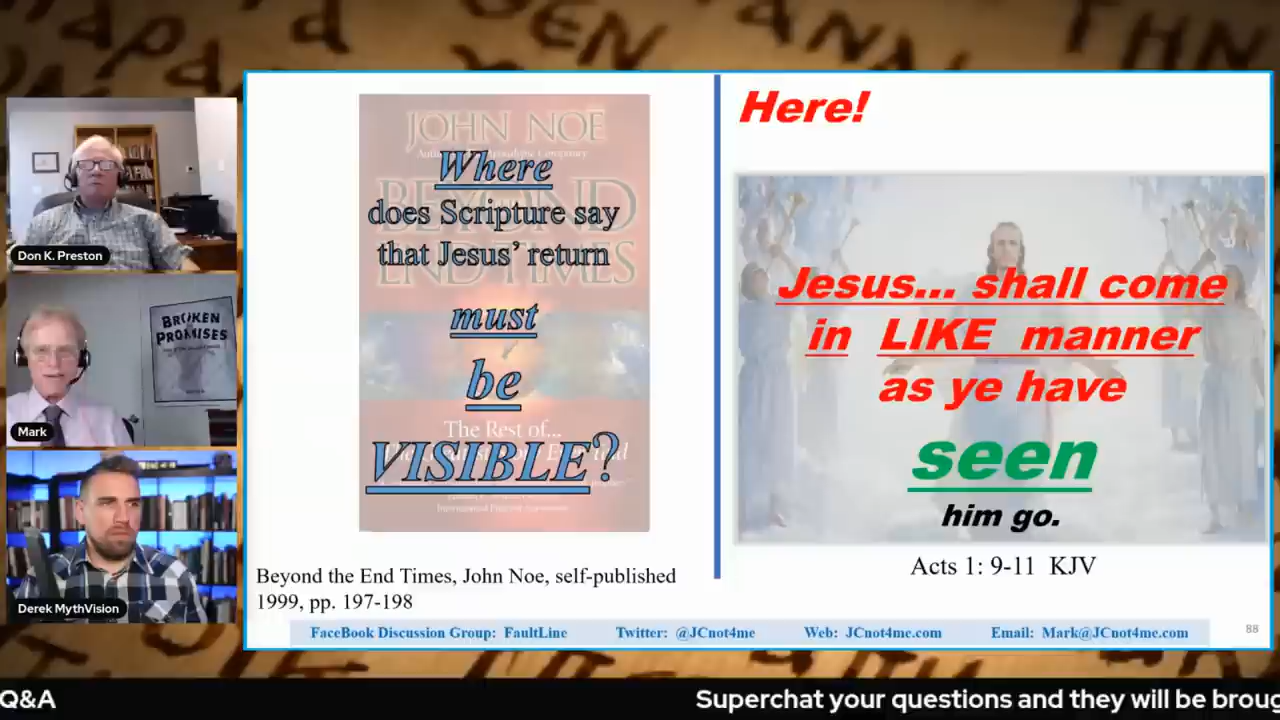 Don K. Preston
BROKEN
PROMISES
Mark
Derek MythVision
JOHN NOE
Where
does Scripture say
BEYOND
that Jesus' return
END TIMES
must
be
The Rest of...
VISIBLE?
Beyond the End Times, John Noe, self-published
1999, pp. 197-198
Here!
Jesus... shall come
in LIKE manner
as ye have
seen
him go.
Acts 1: 9-11 KJV
FaceBook Discussion Group: FaultLine Twitter: @JCnot4me Web: JCnot4me.com Email: Mark@JCnot4me.com
88
Q&A Superchat your questions and they will be broug